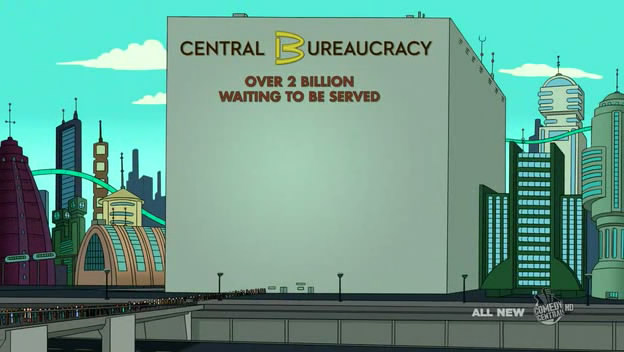 CENTRAL BUREAUCRACY
OVER 2 BILLION
WAITING TO BE SERVED
ALL NEW
COMEDY
CENTRAL HD